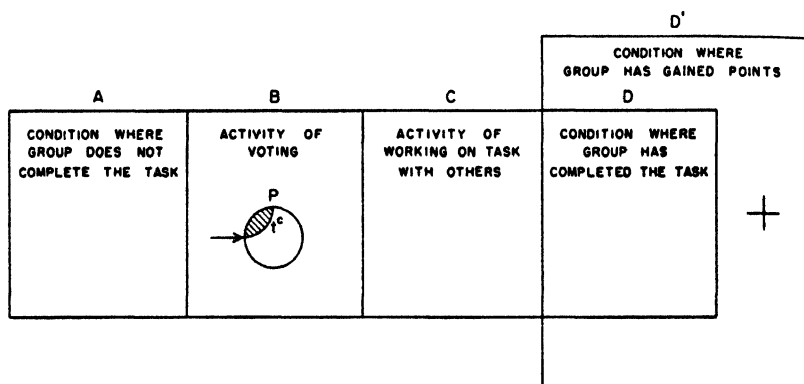 D'
CONDITION WHERE
GROUP HAS GAINED POINTS
A
B
C
D
CONDITION WHERE
GROUP DOES NOT
COMPLETE THE TASK
ACTIVITY OF
VOTING
ACTIVITY OF
WORKING ON TASK
WITH OTHERS
CONDITION WHERE
GROUP HAS
COMPLETED THE TASK
P
tc
+